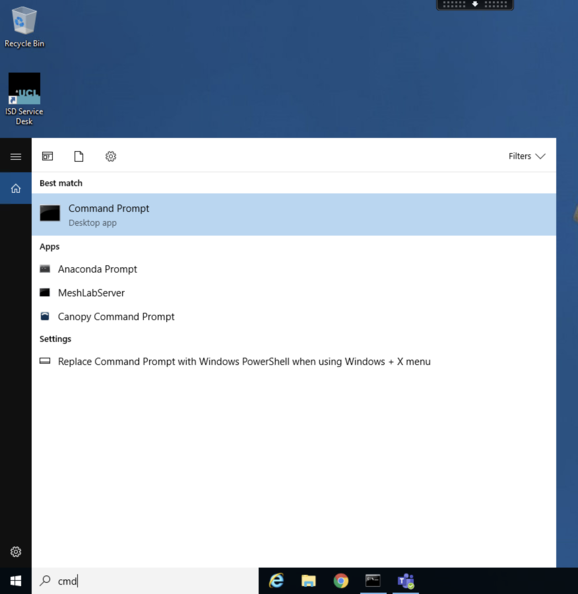 Recycle Bin
UCL
ISD Service
Desk
Filters
Best match
Command Prompt
Desktop app
Apps
Anaconda Prompt
MeshLabServer
Canopy Command Prompt
Settings
Replace Command Prompt with Windows PowerShell when using Windows + X menu
cmd